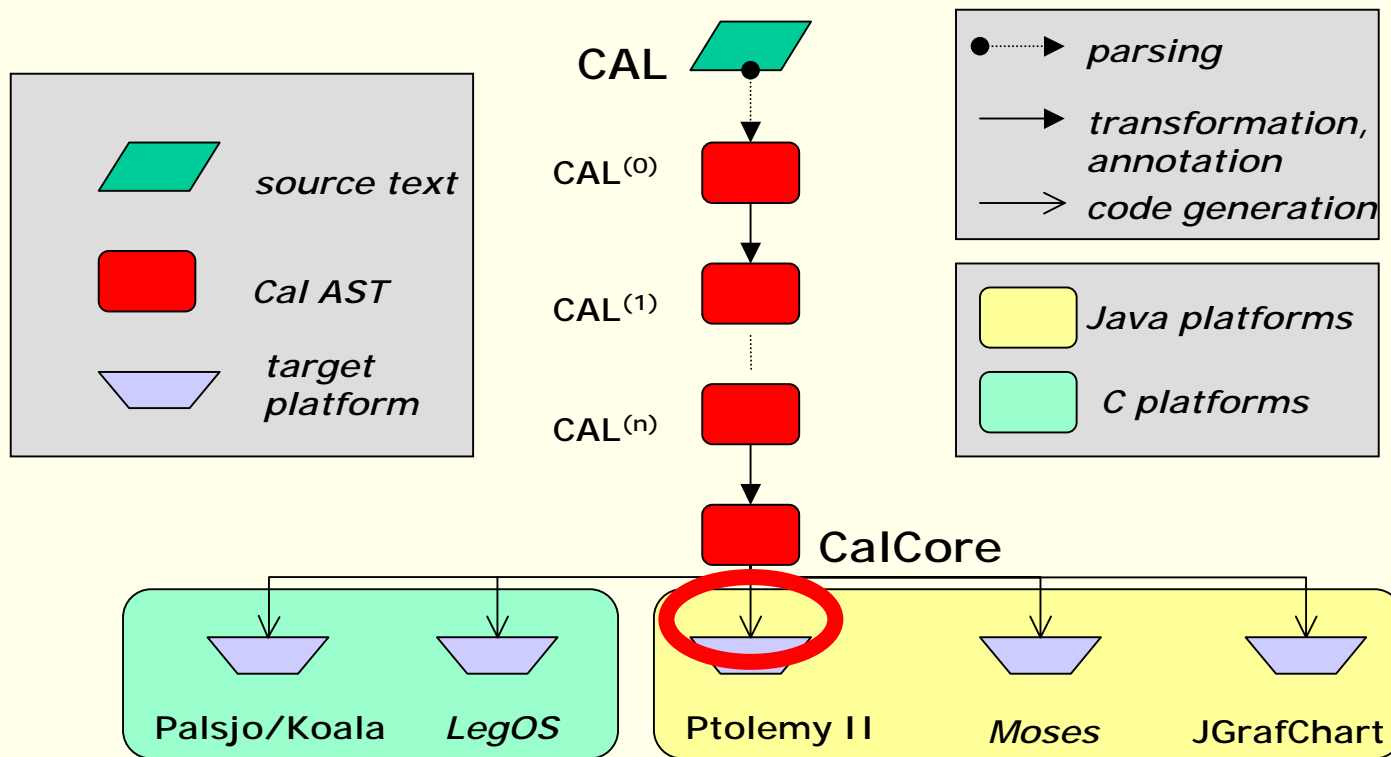 CAL
source text
Cal AST
target
platform
CAL(0)
CAL(1)
CAL(n)
CalCore
parsing
transformation,
annotation
code generation
Java platforms
C platforms
Palsjo/Koala
LegOS
Ptolemy II
Moses
JGrafChart